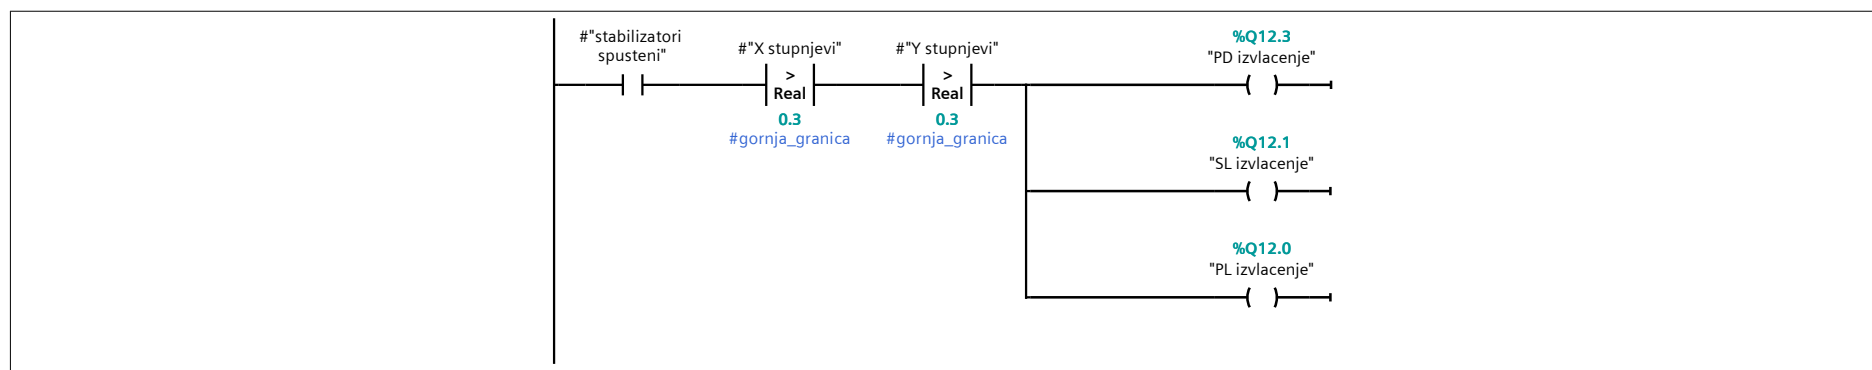 #"stabilizatori
spusteni"
#"X stupnjevi"
>
Real
0.3
#gornja_granica
#"Y stupnjevi"
>
Real
0.3
#gornja_granica
%Q12.3
"PD izvlacenje"
%Q12.1
"SL izvlacenje"
%Q12.0
"PL izvlacenje"